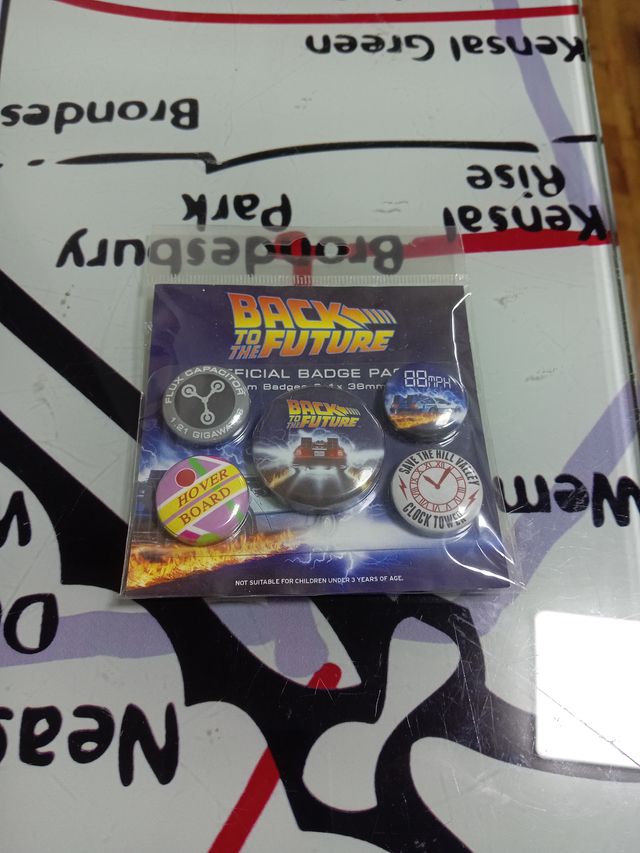 Kensal Green
Brondes
Kensal
Rise
Brondesbury
Park
BACK
TO
THE FUTURE
FICIAL BADGE PA
m Badges & 4x 38mm
FLUX CAPACITOR
1.21 GIGAWATTS
BACK
TO
THE FUTURE
88MPH
HOVER
BOARD
SAVE THE HILL VALLEY
CLOCK TOWER
NOT SUITABLE FOR CHILDREN UNDER 3 YEARS OF AGE.
Wem
Neas